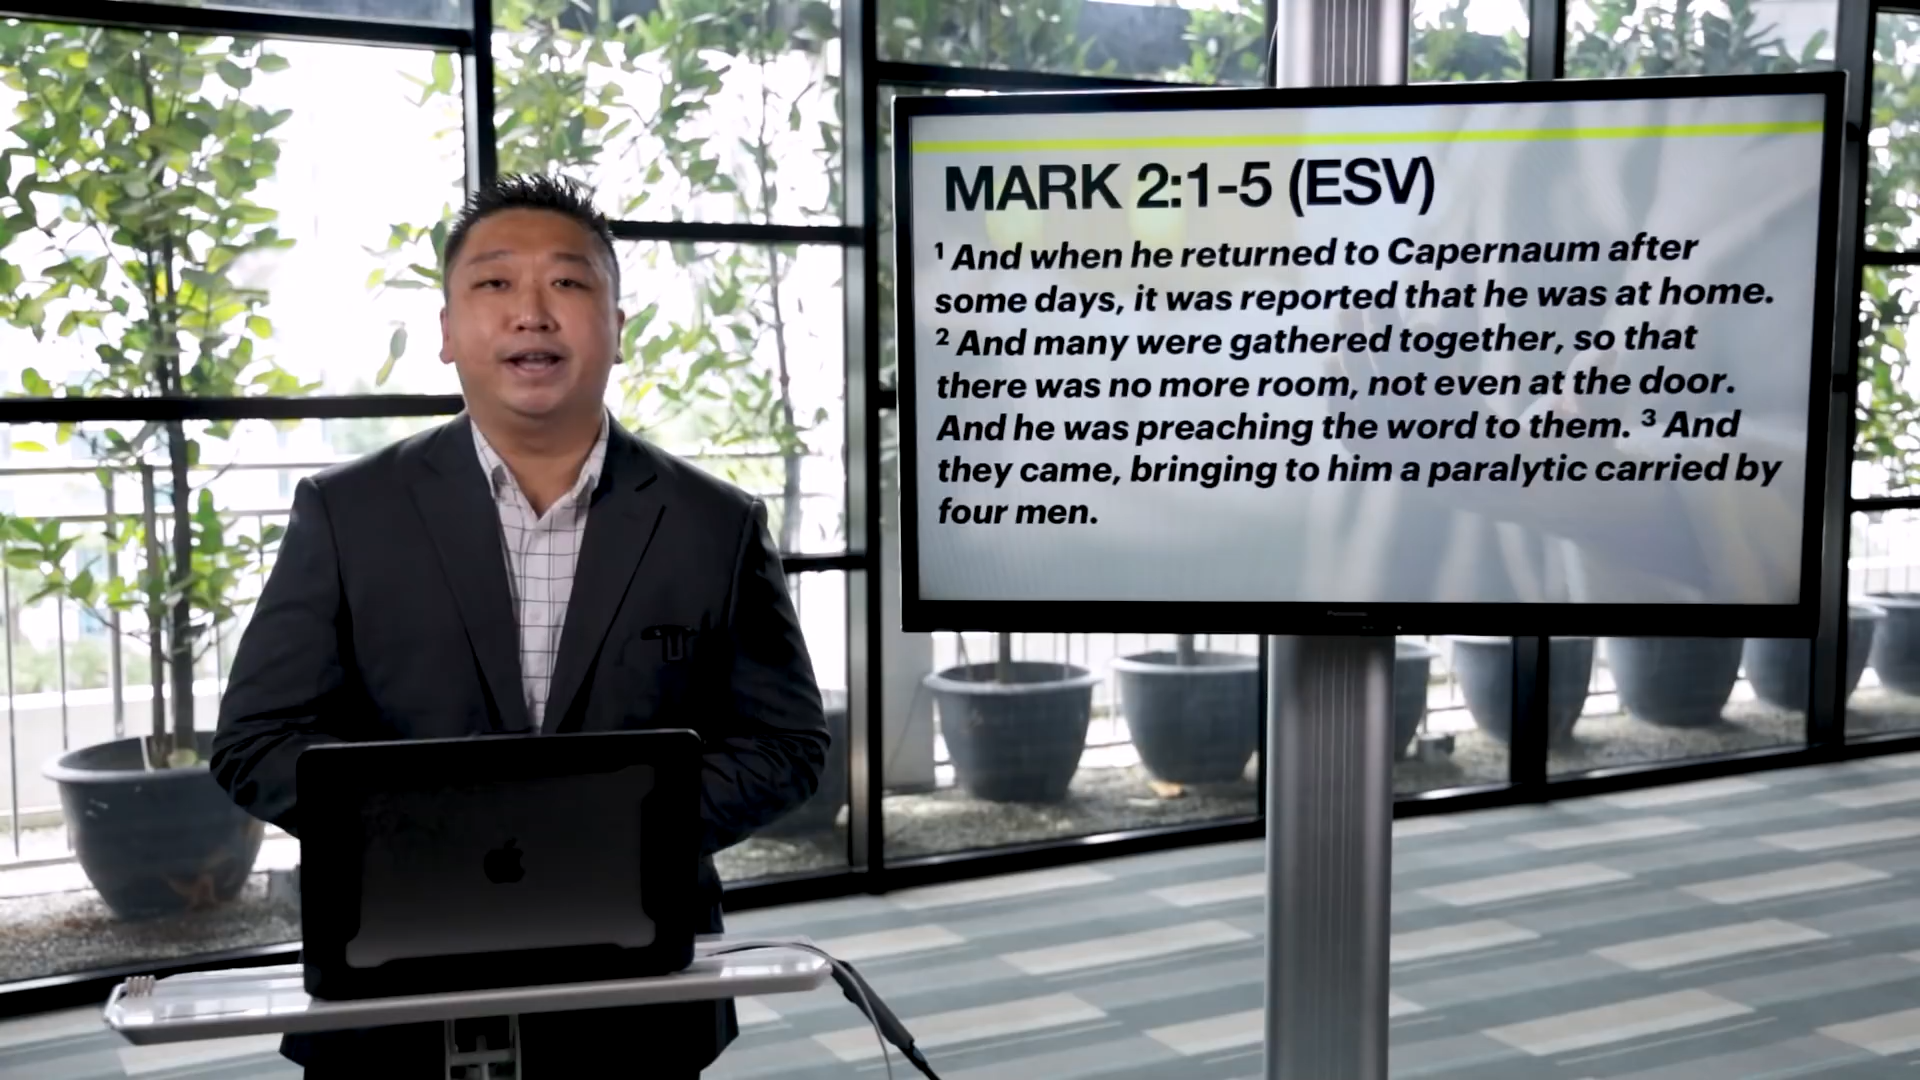 MARK 2:1-5 (ESV)
¹ And when he returned to Capernaum after
some days, it was reported that he was at home.
² And many were gathered together, so that
there was no more room, not even at the door.
And he was preaching the word to them. ³ And
they came, bringing to him a paralytic carried by
four men.